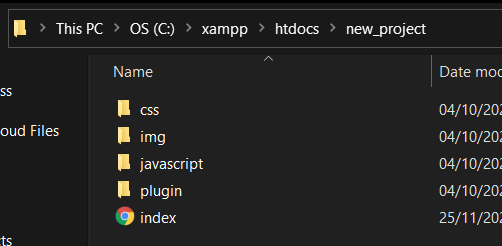 This PC > OS (C:) > xampp > htdocs > new_project
Name Date mod
ss
css 04/10/202
img 04/10/202
oud Files
javascript 04/10/202
plugin 04/10/202
index 25/11/202
rts